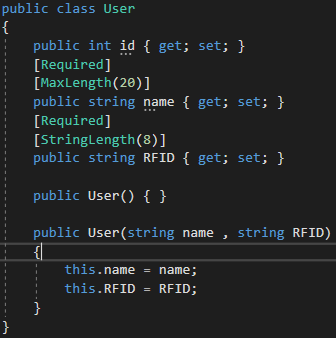 public class User
{
public int id { get; set; }
[Required]
[MaxLength(20)]
public string name { get; set; }
[Required]
[StringLength(8)]
public string RFID { get; set; }
public User() { }
public User(string name , string RFID)
{
this.name = name;
this.RFID = RFID;
}
}